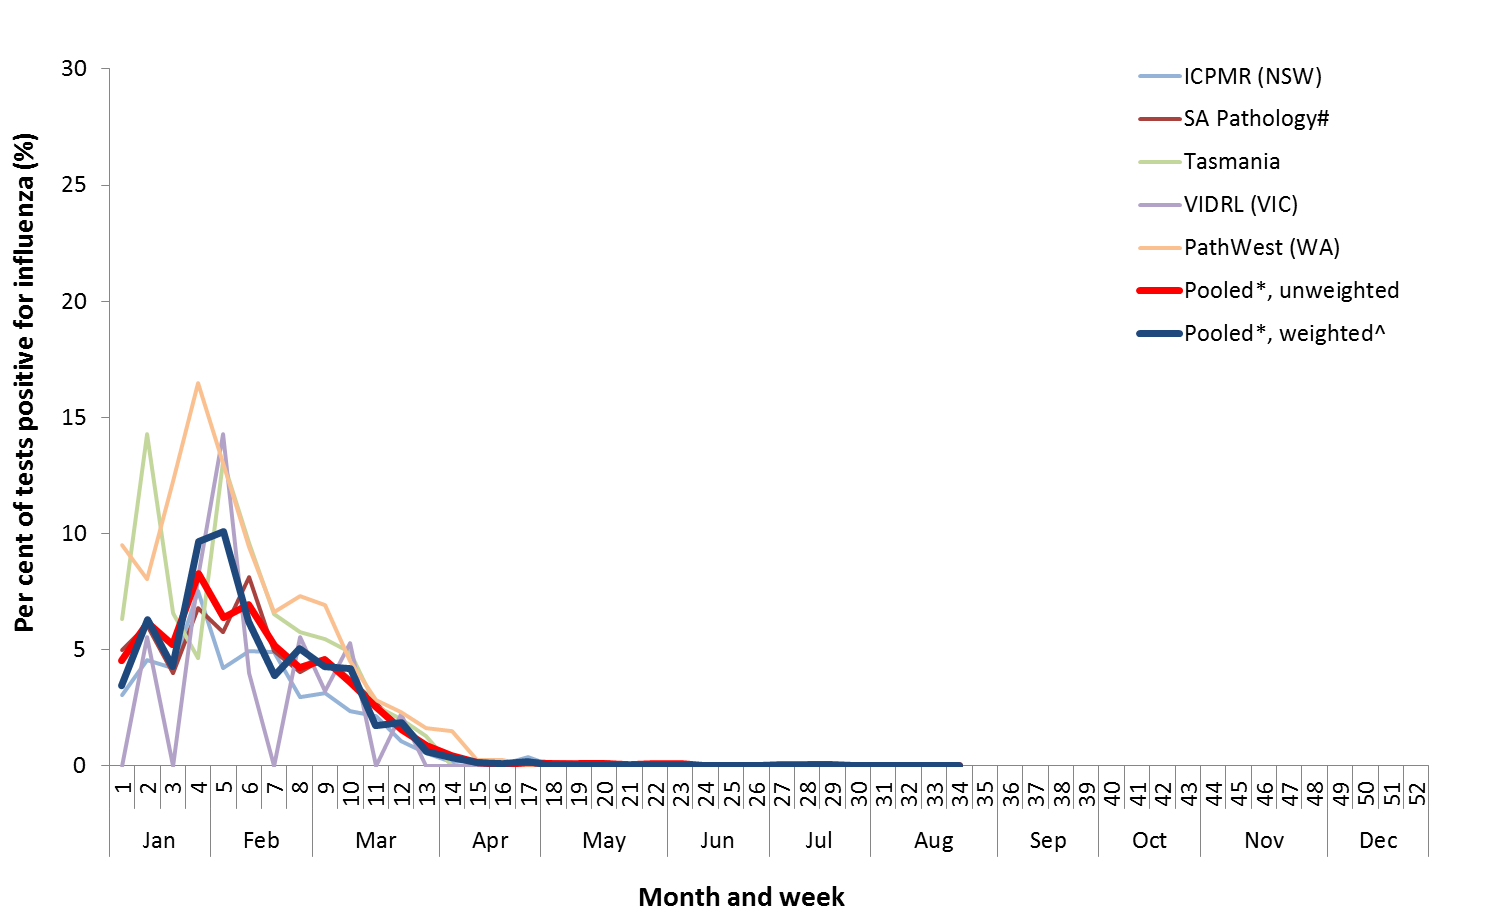 Per cent of tests positive for influenza (%)
30
25
20
15
10
5
0
ICPMR (NSW)
SA Pathology#
Tasmania
VIDRL (VIC)
PathWest (WA)
Pooled*, unweighted
Pooled*, weighted^
1 2 3 4 5 6 7 8 9 10 11 12 13 14 15 16 17 18 19 20 21 22 23 24 25 26 27 28 29 30 31 32 33 34 35 36 37 38 39 40 41 42 43 44 45 46 47 48 49 50 51 52
Jan Feb Mar Apr May Jun Jul Aug Sep Oct Nov Dec
Month and week